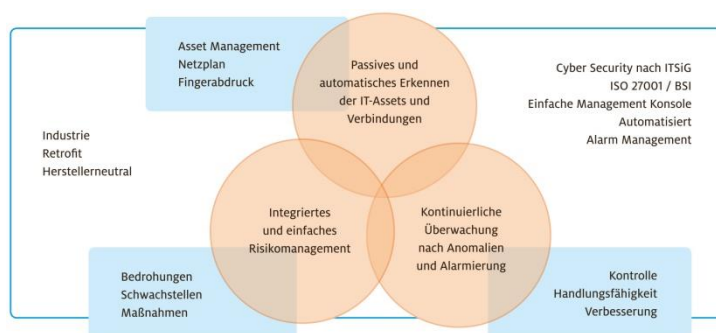 Asset Management
Netzplan
Fingerabdruck
Passives und
automatisches Erkennen
der IT-Assets und
Verbindungen
Cyber Security nach ITSiG
ISO 27001 / BSI
Einfache Management Konsole
Automatisiert
Alarm Management
Industrie
Retrofit
Herstellerneutral
Integriertes
und einfaches
Risikomanagement
Kontinuierliche
Überwachung
nach Anomalien
und Alarmierung
Bedrohungen
Schwachstellen
Maßnahmen
Kontrolle
Handlungsfähigkeit
Verbesserung